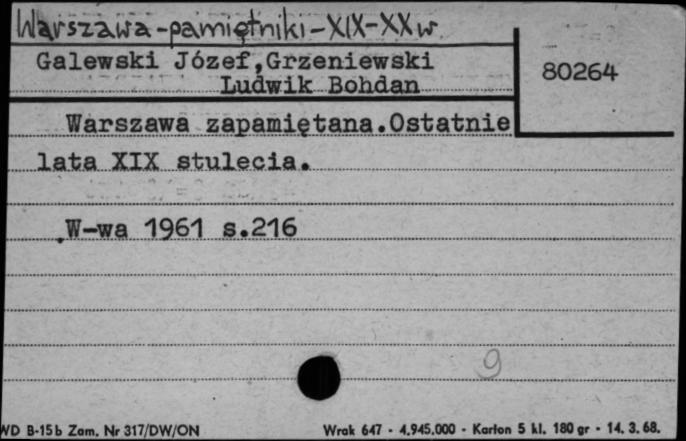 Warszawa-pamiętniki-XIX-XX w
Galewski Józef,Grzeniewski
80264
Ludwik Bohdan
Warszawa zapamiętana.Ostatnie
lata XIX stulecia.
W-wa 1961 s.216
9
WD B-15b Zam. Nr 317/DW/ON
Wrak 647 - 4.945.000 - Karton 5 kl. 180 gr - 14. 3. 68.